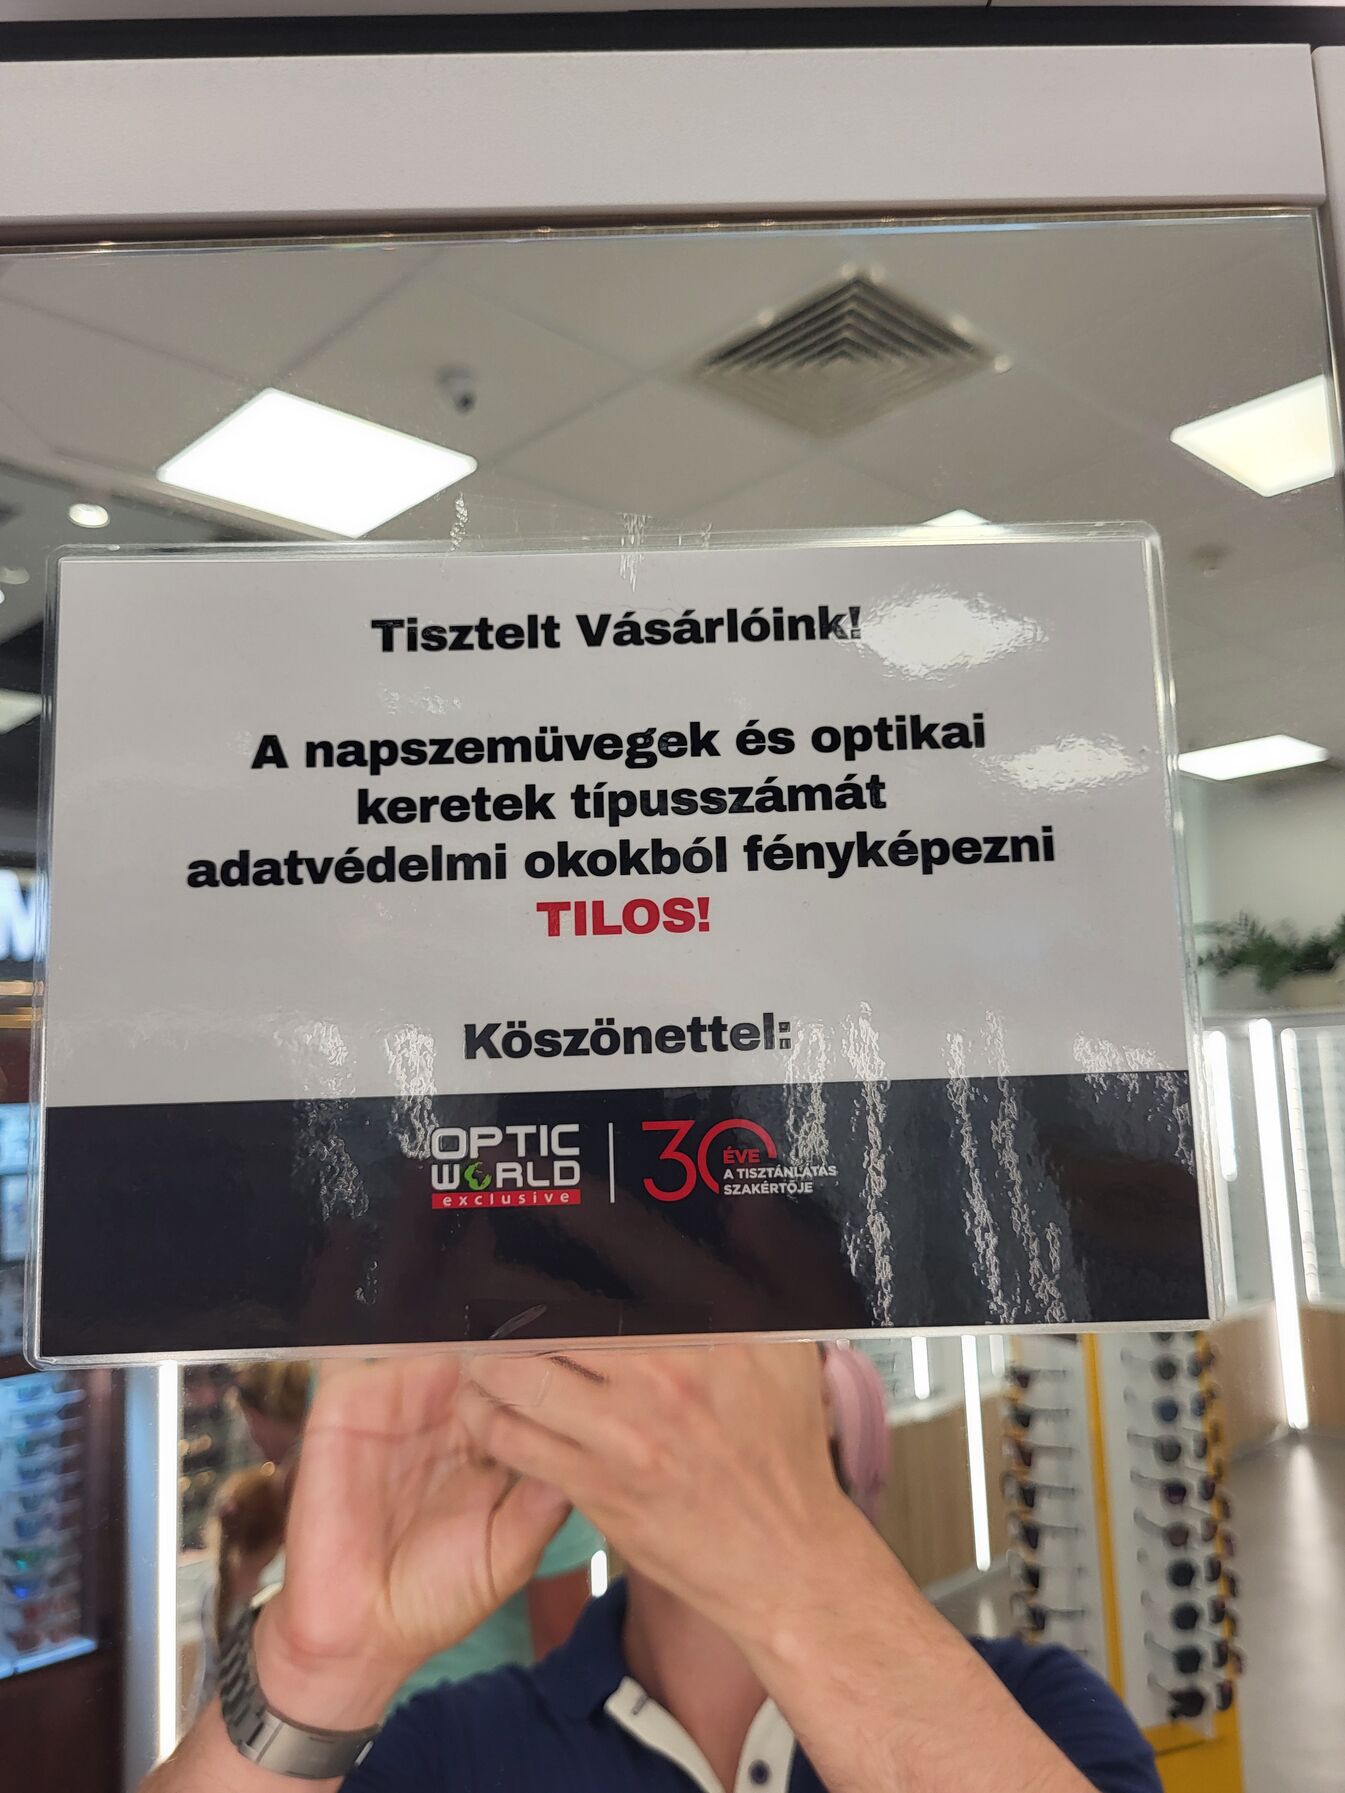 Tisztelt Vásárlóink!
A napszemüvegek és optikai
keretek típusszámát
adatvédelmi okokból fényképezni
TILOS!
Köszönettel:
OPTIC
WORLD
exclusive
30
ÉVE
A TISZTÁNLÁTÁS
SZAKÉRTŐJE